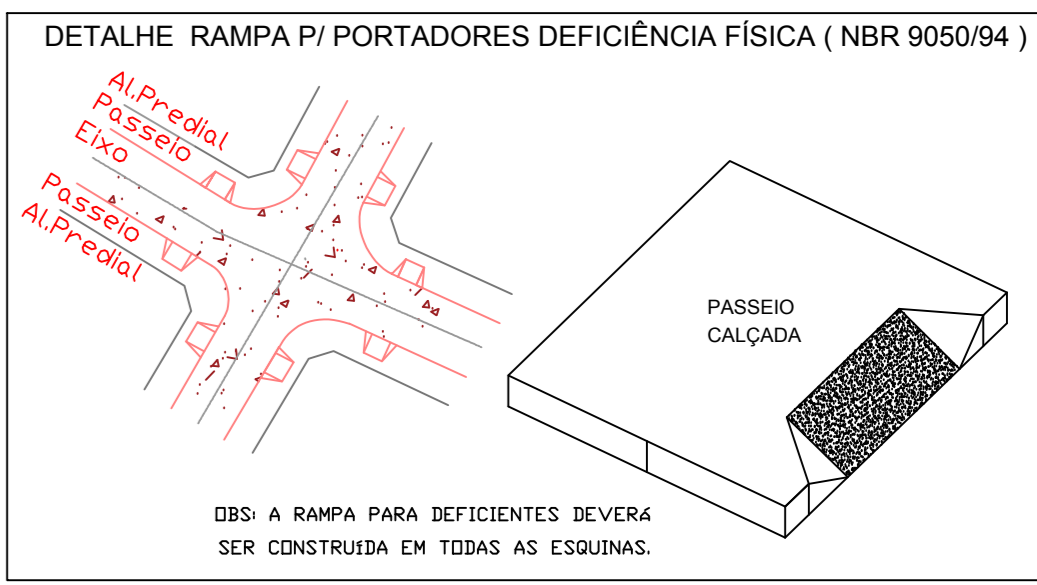 DETALHE RAMPA P/ PORTADORES DEFICIÊNCIA FÍSICA ( NBR 9050/94 )
Al.Predial
Passeio
Eixo
Passeio
Al.Predial
PASSEIO
CALÇADA
OBS: A RAMPA PARA DEFICIENTES DEVERá
SER CONSTRUíDA EM TODAS AS ESQUINAS.